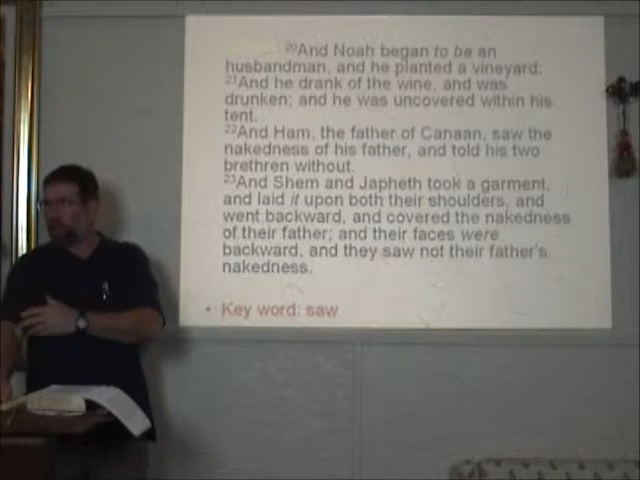 20And Noah began to be an
husbandman, and he planted a vineyard:
21And he drank of the wine, and was
drunken; and he was uncovered within his
tent.
22And Ham, the father of Canaan, saw the
nakedness of his father, and told his two
brethren without.
23And Shem and Japheth took a garment,
and laid it upon both their shoulders, and
went backward, and covered the nakedness
of their father; and their faces were
backward, and they saw not their father's
nakedness.
• Key word: saw